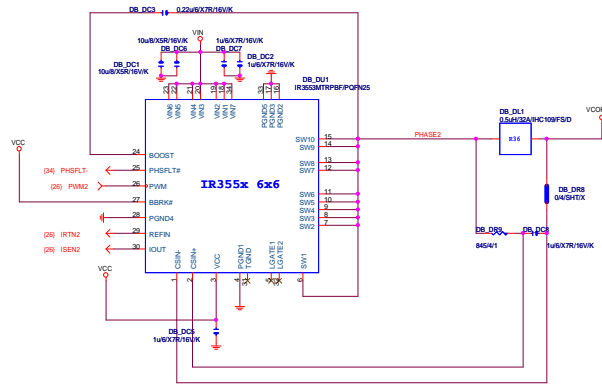 DB_DC3 0.22u/6/X7R/16V/K
VIN
10u/8/X5R/16V/K 1u/6/X7R/16V/K
DB_DC6 DB_DC7
DB_DC1 DB_DC2
10u/8/X5R/16V/K 1u/6/X7R/16V/K
DB_DU1
IR3553MTRPBF/PQFN25
23 22 21 20 19 18 34 33 17 16
VIN6 VIN5 VIN4 VIN3 VIN2 VIN1 VIN7 PGND5 PGND3 PGND2
DB_DL1
0.5uH/32A/IHC109/FS/D
VCC
R36
PHASE2
SW10 15
SW9 14
SW8 13
SW7 12
SW6 11
SW5 10
SW4 9
SW3 8
SW2 7
24 BOOST
(34) PHSFLT- 25 PHSFLT#
(26) PWM2 26 PWM
27 BBRK#
28 PGND4
(26) IRTN2 29 REFIN
(26) ISEN2 30 IOUT
IR355x 6x6
DB_DR8
0/4/SHT/X
DB_DR9 DB_DC8
845/4/1 1u/6/X7R/16V/K
CSIN- CSIN+ VCC PGND1 TGND LGATE1 LGATE2 SW1
1 2 3 4 31 5 32 6
VCC
DB_DC5
1u/6/X7R/16V/K